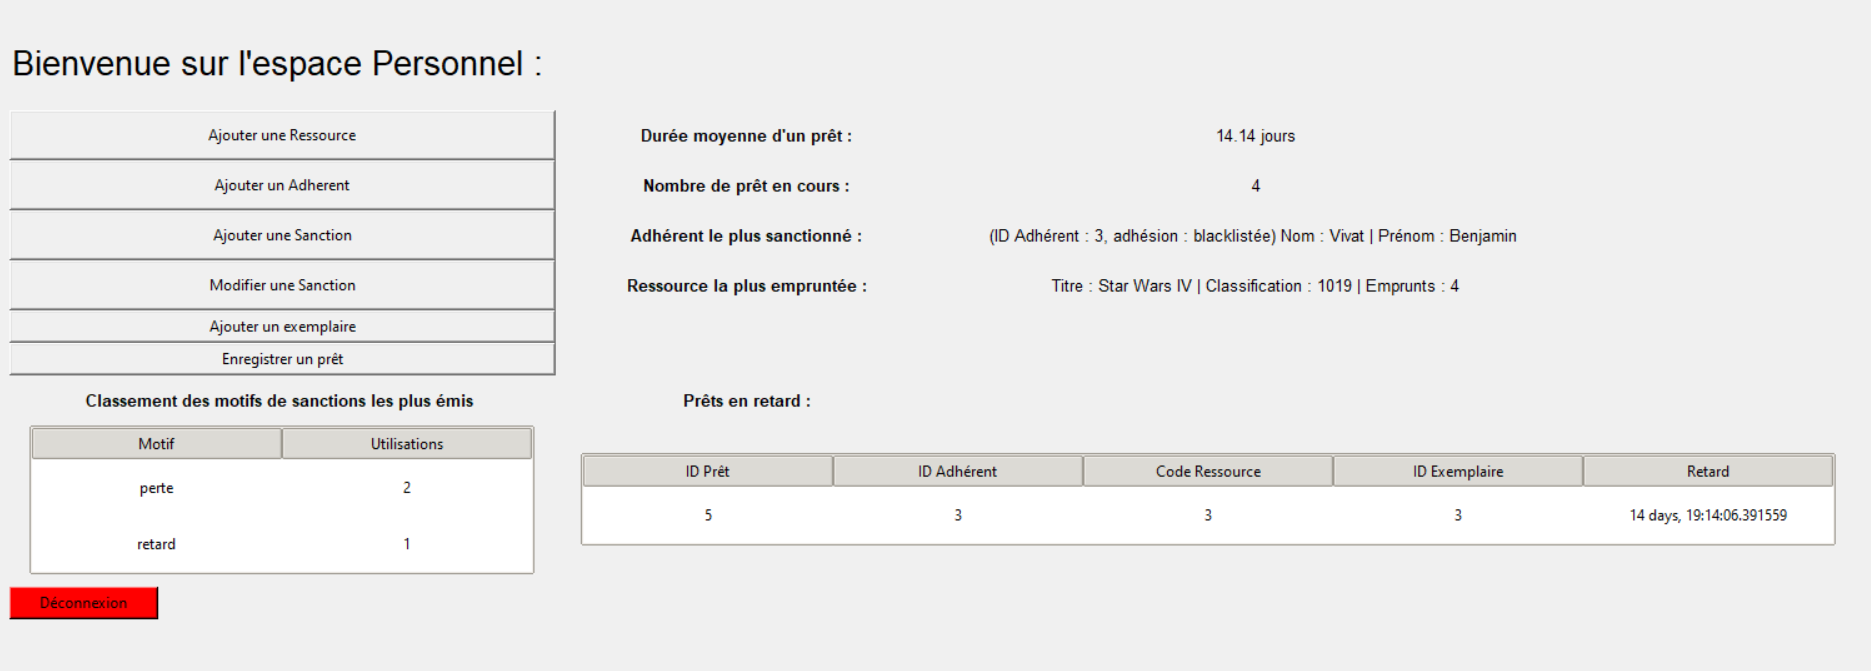 Bienvenue sur l'espace Personnel :
Ajouter une Ressource
Ajouter un Adherent
Ajouter une Sanction
Modifier une Sanction
Ajouter un exemplaire
Enregistrer un prêt
Durée moyenne d'un prêt : 14.14 jours
Nombre de prêt en cours : 4
Adhérent le plus sanctionné : (ID Adhérent : 3, adhésion : blacklistée) Nom : Vivat | Prénom : Benjamin
Ressource la plus empruntée : Titre : Star Wars IV | Classification : 1019 | Emprunts : 4
Classement des motifs de sanctions les plus émis
Motif Utilisations
perte 2
retard 1
Prêts en retard :
ID Prêt ID Adhérent Code Ressource ID Exemplaire Retard
5 3 3 3 14 days, 19:14:06.391559
Déconnexion